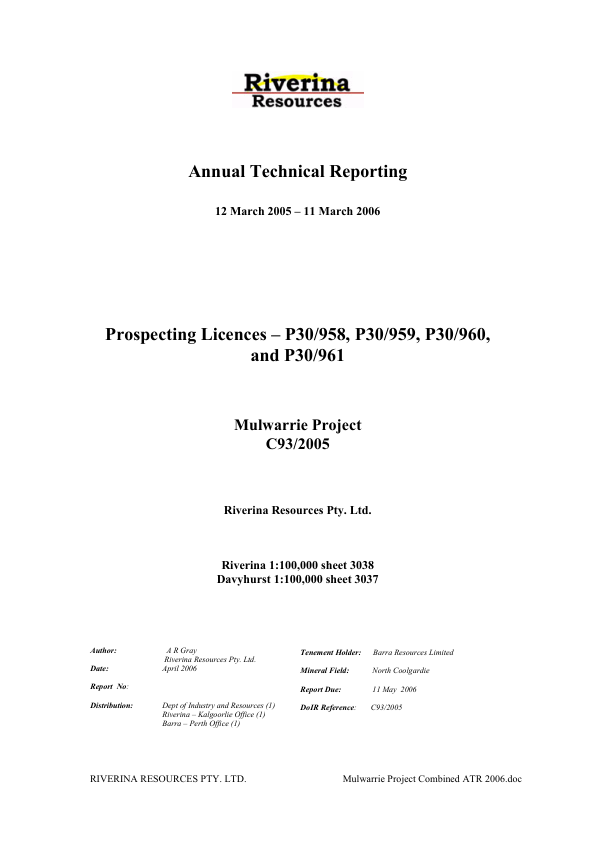 Riverina
Resources
Annual Technical Reporting
12 March 2005 – 11 March 2006
Prospecting Licences – P30/958, P30/959, P30/960,
and P30/961
Mulwarrie Project
C93/2005
Riverina Resources Pty. Ltd.
Riverina 1:100,000 sheet 3038
Davyhurst 1:100,000 sheet 3037
Author: A R Gray
Riverina Resources Pty. Ltd.
Date: April 2006
Report No:
Distribution: Dept of Industry and Resources (1)
Riverina – Kalgoorlie Office (1)
Barra – Perth Office (1)
Tenement Holder: Barra Resources Limited
Mineral Field: North Coolgardie
Report Due: 11 May 2006
DoIR Reference: C93/2005
RIVERINA RESOURCES PTY. LTD. Mulwarrie Project Combined ATR 2006.doc